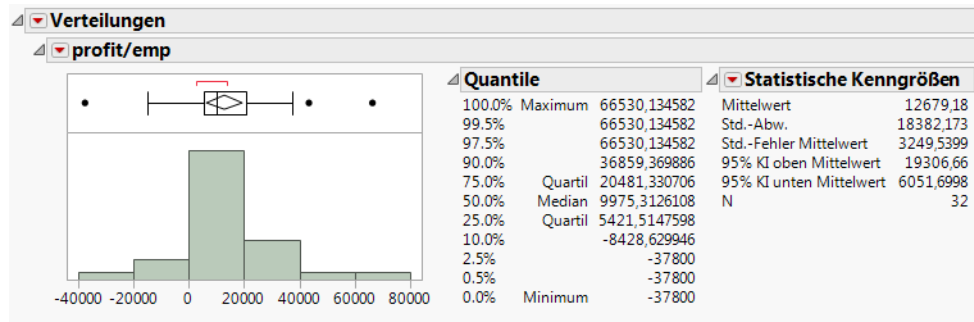 Verteilungen
profit/emp
-40000 -20000 0 20000 40000 60000 80000
Quantile
100.0% Maximum 66530,134582
99.5% 66530,134582
97.5% 66530,134582
90.0% 36859,369886
75.0% Quartil 20481,330706
50.0% Median 9975,3126108
25.0% Quartil 5421,5147598
10.0% -8428,629946
2.5% -37800
0.5% -37800
0.0% Minimum -37800
Statistische Kenngrößen
Mittelwert 12679,18
Std.-Abw. 18382,173
Std.-Fehler Mittelwert 3249,5399
95% KI oben Mittelwert 19306,66
95% KI unten Mittelwert 6051,6998
N 32